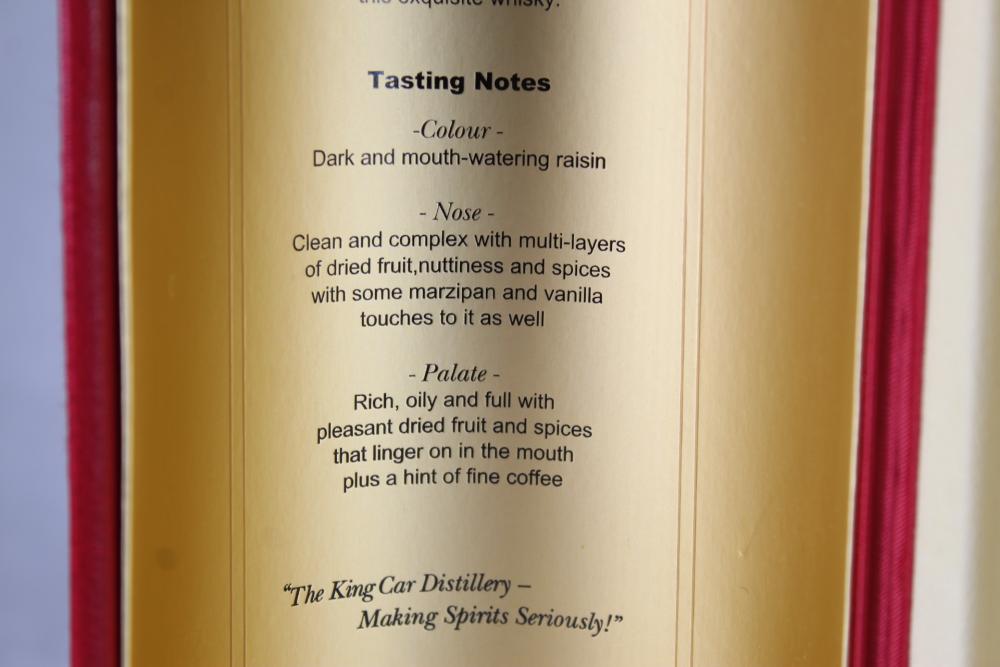 this exquisite whisky.
Tasting Notes
-Colour -
Dark and mouth-watering raisin
- Nose -
Clean and complex with multi-layers
of dried fruit,nuttiness and spices
with some marzipan and vanilla
touches to it as well
- Palate -
Rich, oily and full with
pleasant dried fruit and spices
that linger on in the mouth
plus a hint of fine coffee
“The King Car Distillery –
Making Spirits Seriously!”